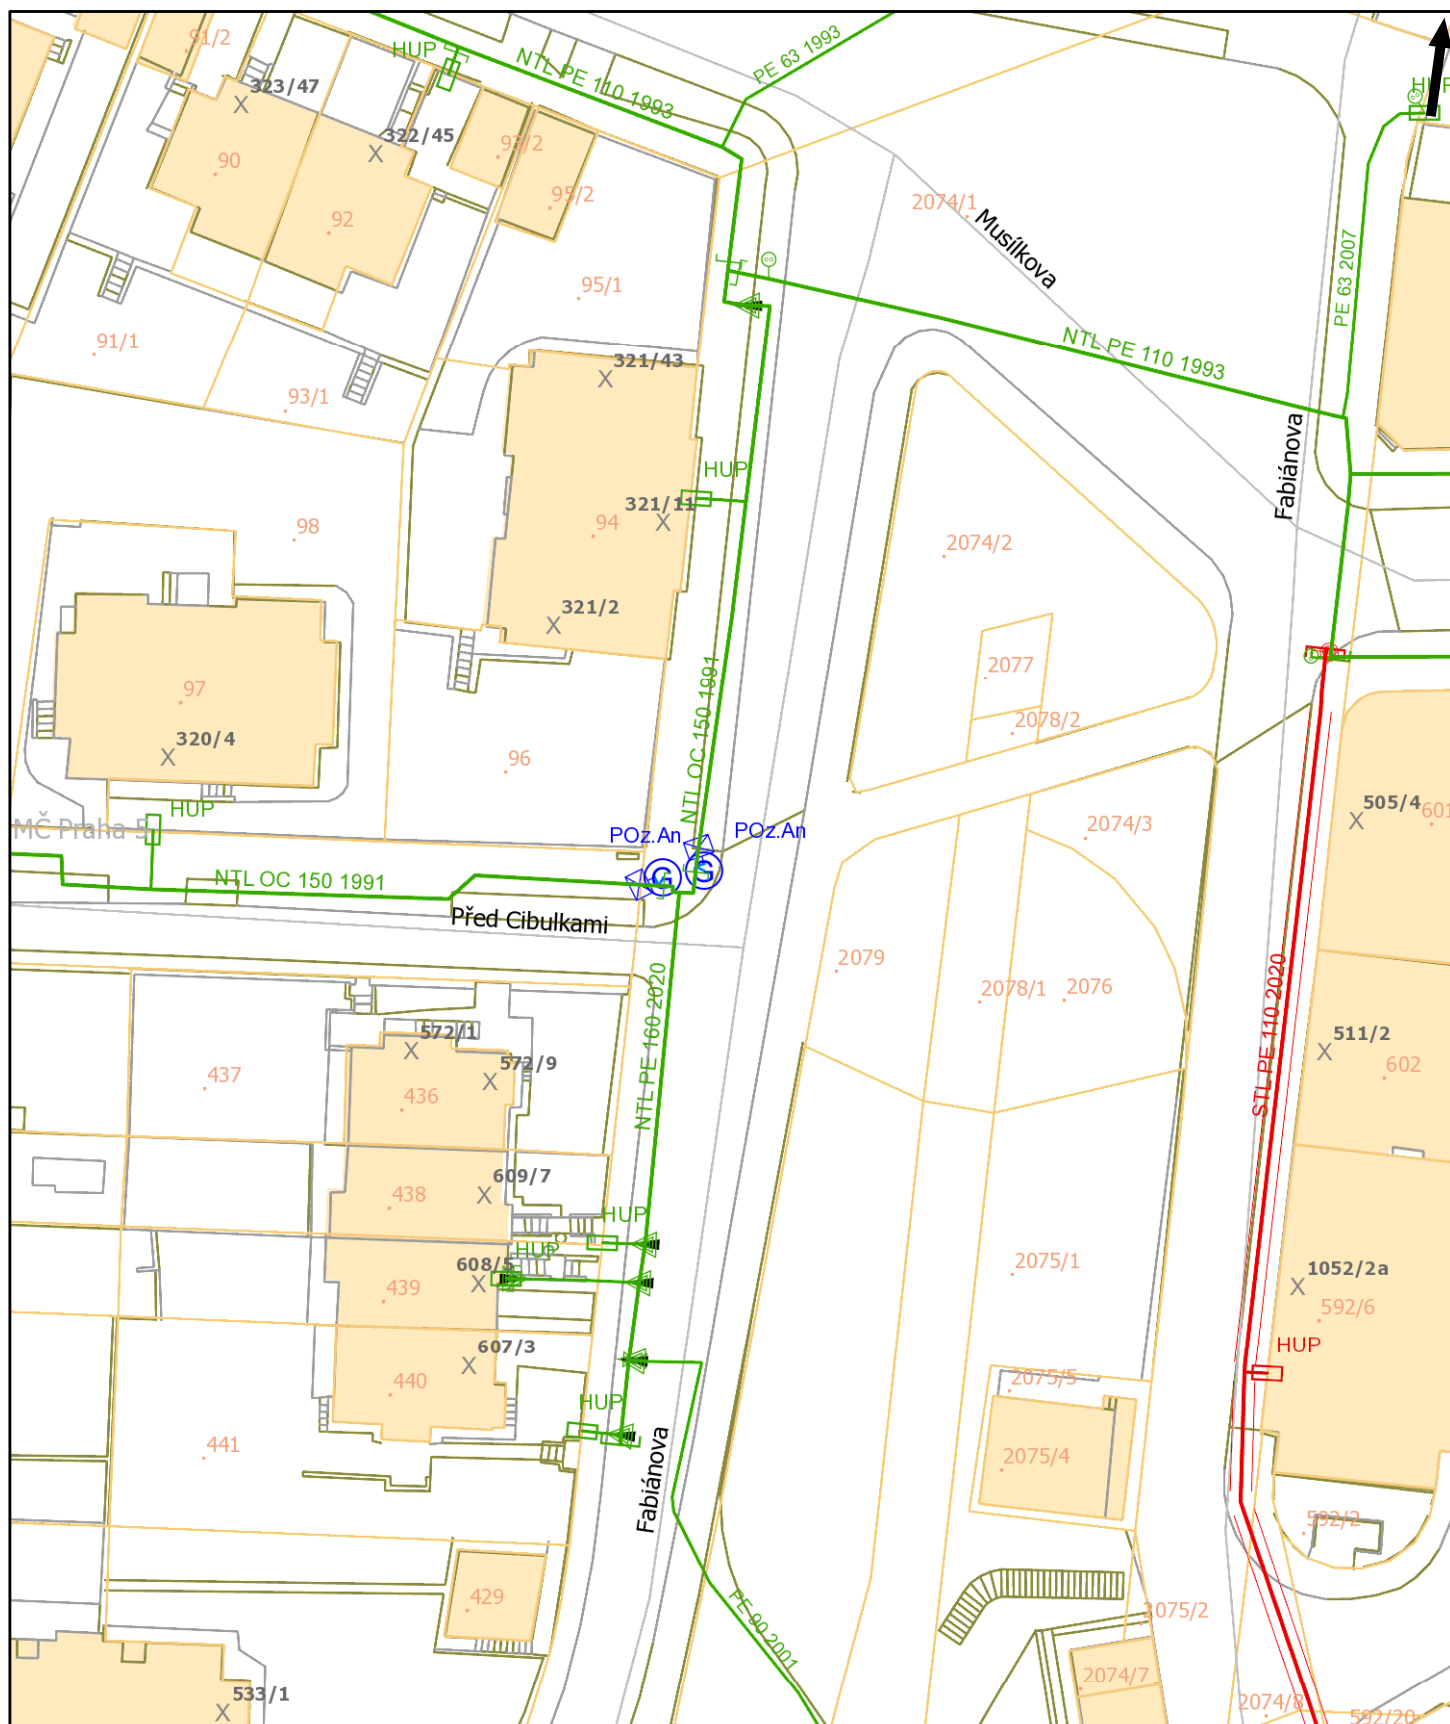 91/2
HUP
NTL PE 110 1993
PE 63 1993
323/47
322/45
90
93/2
95/2
92
2074/1
Musílkova
PE 63 2007
95/1
91/1
93/1
321/43
NTL PE 110 1993
Fabiánova
HUP
321/11
94
98
2074/2
321/2
2077
97
2078/2
320/4
NTL OC 150 1991
96
HUP
MČ Praha 5
POz.An
POz.An
2074/3
505/4
601
G
G
NTL OC 150 1991
Před Cibulkami
2079
2078/1
2076
NTL PE 160 2020
STL PE 110 2020
572/1
572/9
511/2
602
437
436
609/7
438
HUP
HUP
608/5
439
2075/1
1052/2a
592/6
607/3
HUP
440
2075/5
HUP
441
Fabiánova
2075/4
592/2
429
PE 90 2001
2075/2
2074/7
533/1
2074/8
592/20